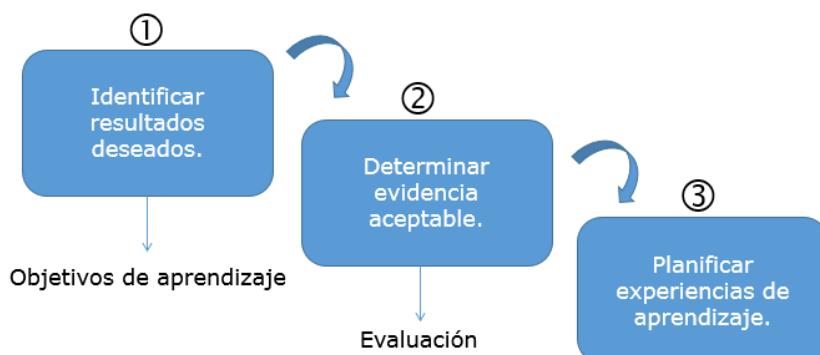 ①
Identificar
resultados
deseados.
Objetivos de aprendizaje
②
Determinar
evidencia
aceptable.
Evaluación
③
Planificar
experiencias de
aprendizaje.